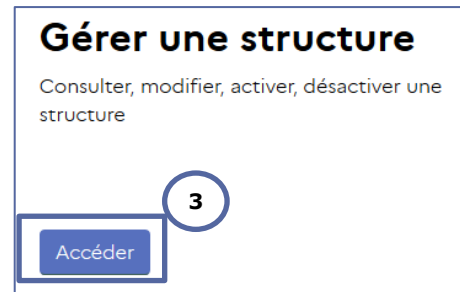 Gérer une structure
Consulter, modifier, activer, désactiver une
structure
3
Accéder